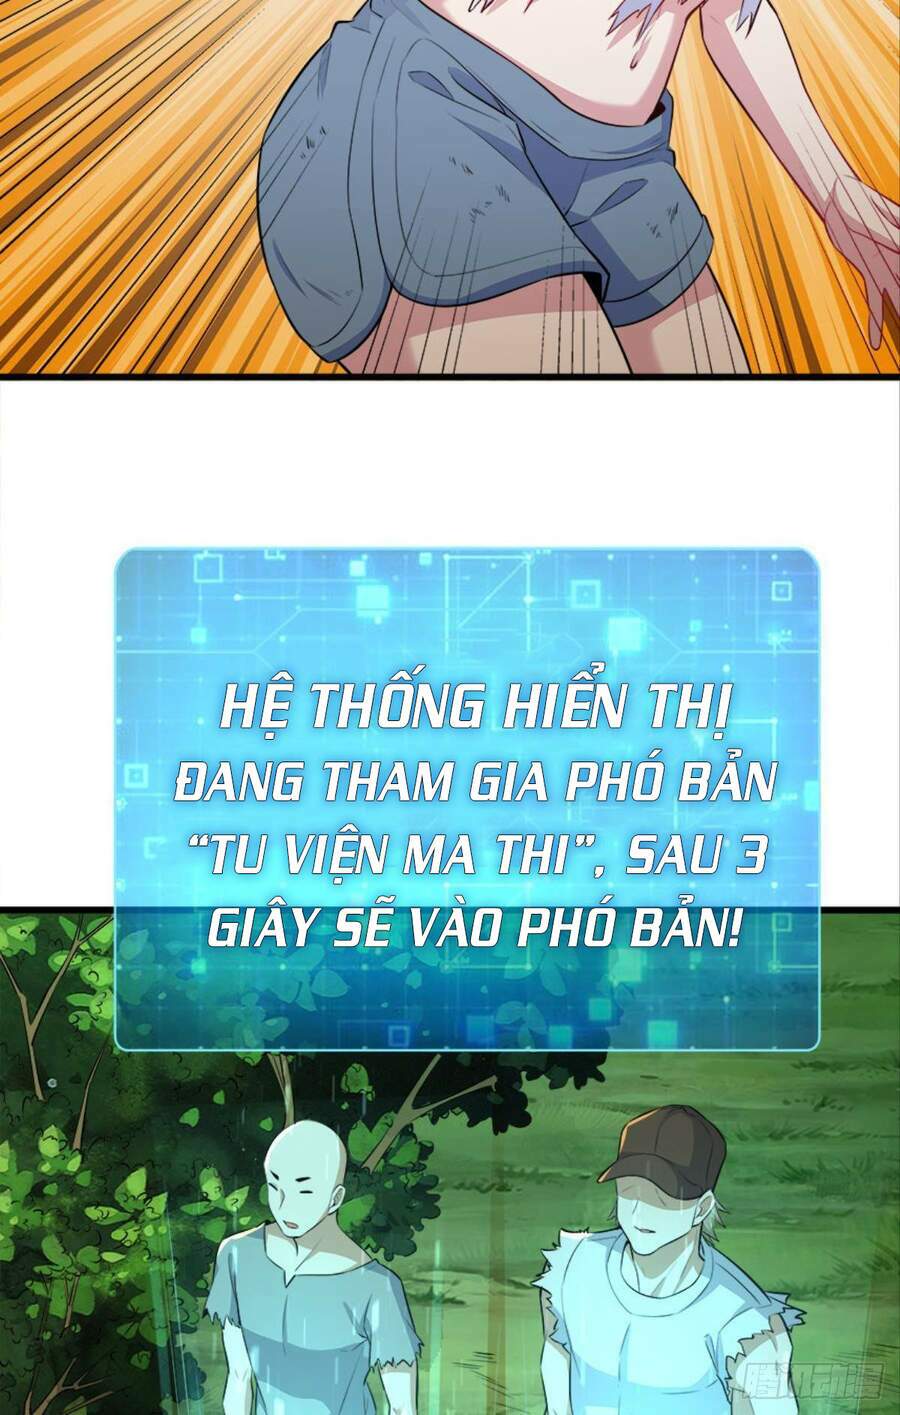 HỆ THỐNG HIỂN THỊ
ĐANG THAM GIA PHÓ BẢN
“TU VIỆN MA THI”, SAU 3
GIÂY SẼ VÀO PHÓ BẢN!